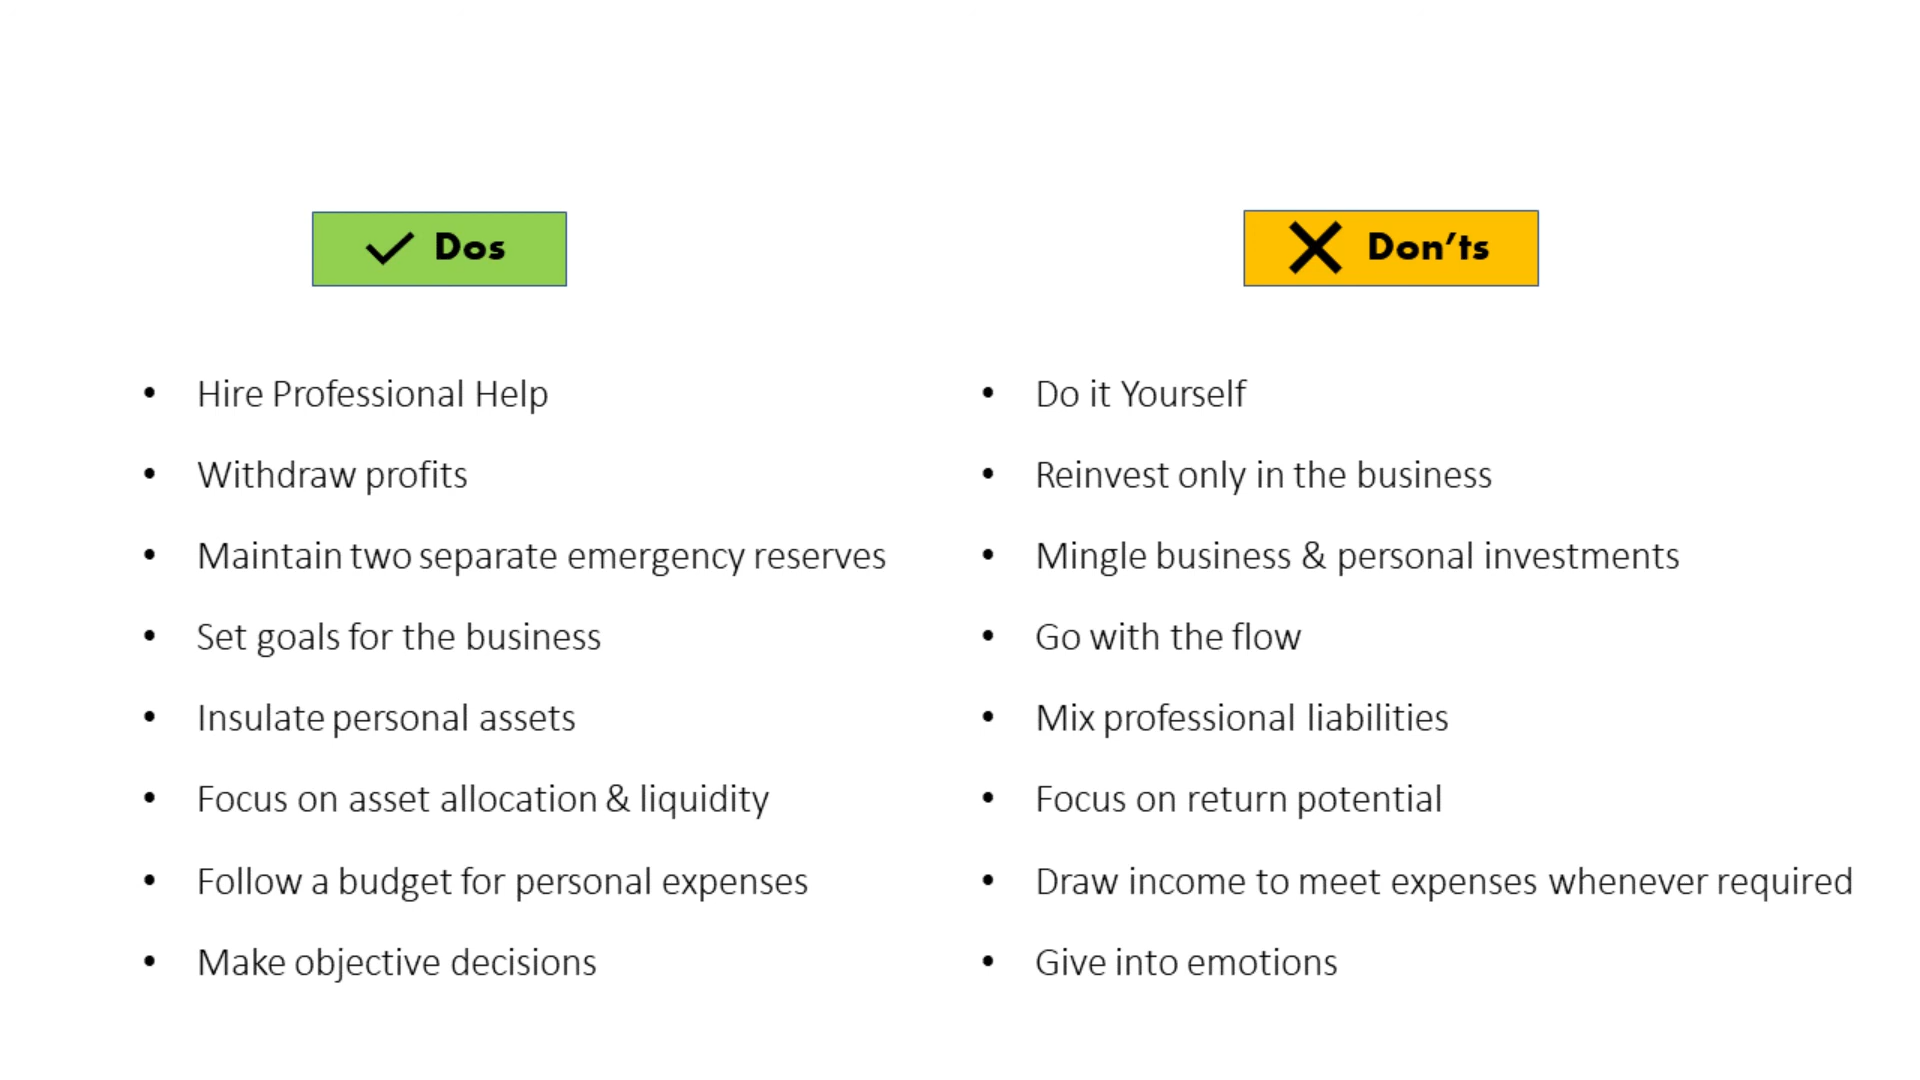 Dos
Don'ts
• Hire Professional Help
• Withdraw profits
• Maintain two separate emergency reserves
• Set goals for the business
• Insulate personal assets
• Focus on asset allocation & liquidity
• Follow a budget for personal expenses
• Make objective decisions
• Do it Yourself
• Reinvest only in the business
• Mingle business & personal investments
• Go with the flow
• Mix professional liabilities
• Focus on return potential
• Draw income to meet expenses whenever required
• Give into emotions